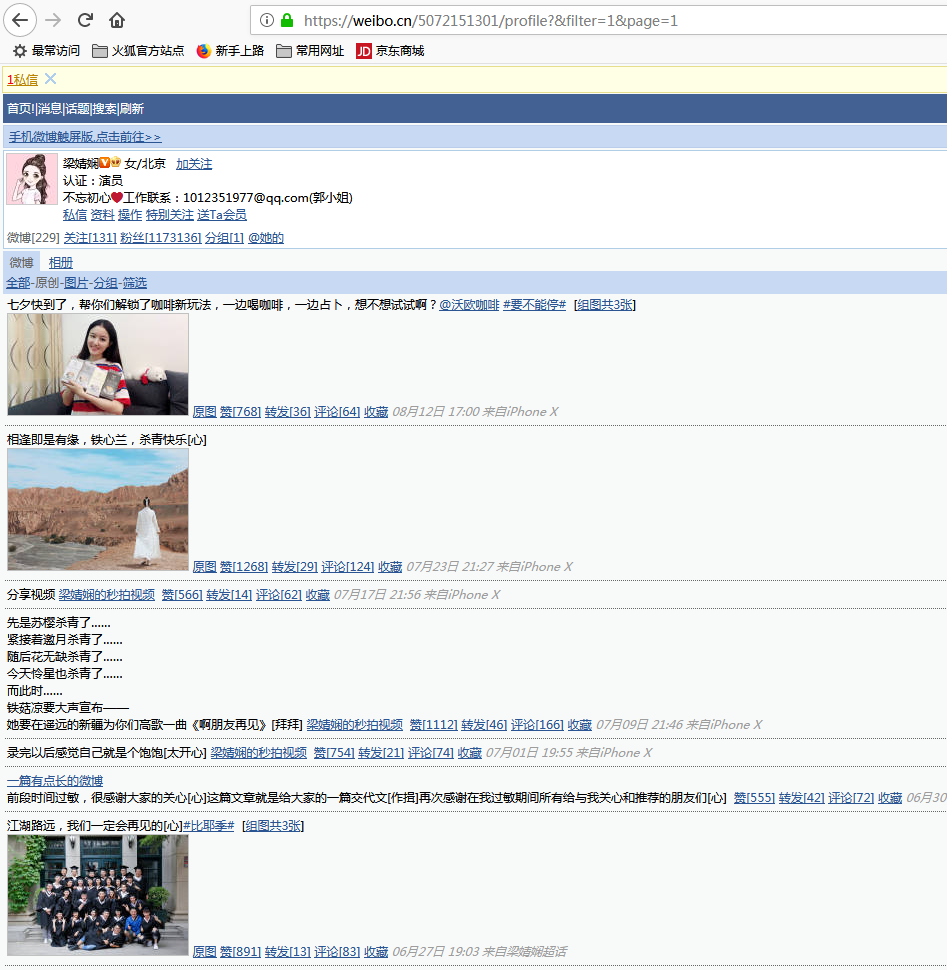 https://weibo.cn/5072151301/profile?&filter=1&page=1
最常访问 火狐官方站点 新手上路 常用网址 JD 京东商城
1私信
首页!|消息|话题|搜索|刷新
手机微博触屏版,点击前往>>
梁婧娴 女/北京 加关注
认证：演员
不忘初心❤工作联系：1012351977@qq.com(郭小姐)
私信 资料 操作 特别关注 送Ta会员
微博[229] 关注[131] 粉丝[1173136] 分组[1] @她的
微博 相册
全部-原创-图片-分组-筛选
七夕快到了，帮你们解锁了咖啡新玩法，一边喝咖啡，一边占卜，想不想试试啊？@沃欧咖啡 #要不能停# [组图共3张]
原图 赞[768] 转发[36] 评论[64] 收藏 08月12日 17:00 来自iPhone X
相逢即是有缘，铁心兰，杀青快乐[心]
原图 赞[1268] 转发[29] 评论[124] 收藏 07月23日 21:27 来自iPhone X
分享视频 梁婧娴的秒拍视频 赞[566] 转发[14] 评论[62] 收藏 07月17日 21:56 来自iPhone X
先是苏樱杀青了……
紧接着邀月杀青了……
随后花无缺杀青了……
今天怜星也杀青了……
而此时……
铁菇凉要大声宣布——
她要在遥远的新疆为你们高歌一曲《啊朋友再见》[拜拜] 梁婧娴的秒拍视频 赞[1112] 转发[46] 评论[166] 收藏 07月09日 21:46 来自iPhone X
录完以后感觉自己就是个饱饱[太开心] 梁婧娴的秒拍视频 赞[754] 转发[21] 评论[74] 收藏 07月01日 19:55 来自iPhone X
一篇有点长的微博
前段时间过敏，很感谢大家的关心[心]这篇文章就是给大家的一篇交代文[作揖]再次感谢在我过敏期间所有给与我关心和推荐的朋友们[心] 赞[555] 转发[42] 评论[72] 收藏 06月30
江湖路远，我们一定会再见的[心]#比耶季# [组图共3张]
原图 赞[891] 转发[13] 评论[83] 收藏 06月27日 19:03 来自梁婧娴超话